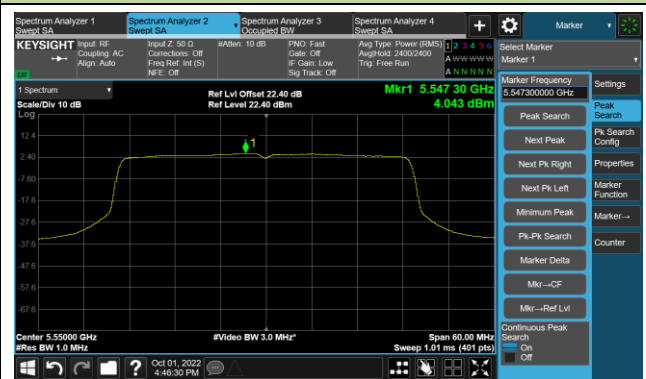 Spectrum Analyzer 1
Swept SA
Spectrum Analyzer 2
Swept SA
Spectrum Analyzer 3
Occupied BW
Spectrum Analyzer 4
Swept SA
+
Marker
KEYSIGHT
Input: RF
Coupling: AC
Align: Auto
Input Z: 50 Ω
Corrections: Off
Freq Ref: Int (S)
NFE: Off
#Atten: 10 dB
PNO: Fast
Gate: Off
IF Gain: Low
Sig Track: Off
Avg Type: Power (RMS)
Avg|Hold: 2400/2400
Trig: Free Run
1 2 3 4 5 6
A W W W W W
A N N N N N
Select Marker
Marker 1
1 Spectrum
Scale/Div 10 dB
Ref Lvl Offset 22.40 dB
Ref Level 22.40 dBm
Mkr1 5.547 30 GHz
4.043 dBm
Log
12.4
2.40
-7.60
-17.6
-27.6
-37.6
-47.6
-57.6
-67.6
1
Center 5.55000 GHz
#Res BW 1.0 MHz
#Video BW 3.0 MHz*
Span 60.00 MHz
Sweep 1.01 ms (401 pts)
Marker Frequency
5.547300000 GHz
Peak Search
Next Peak
Next Pk Right
Next Pk Left
Minimum Peak
Pk-Pk Search
Marker Delta
Mkr→CF
Mkr→Ref Lvl
Continuous Peak
Search
On
Off
Settings
Peak
Search
Pk Search
Config
Properties
Marker
Function
Marker→
Counter
?
Oct 01, 2022
4:46:30 PM